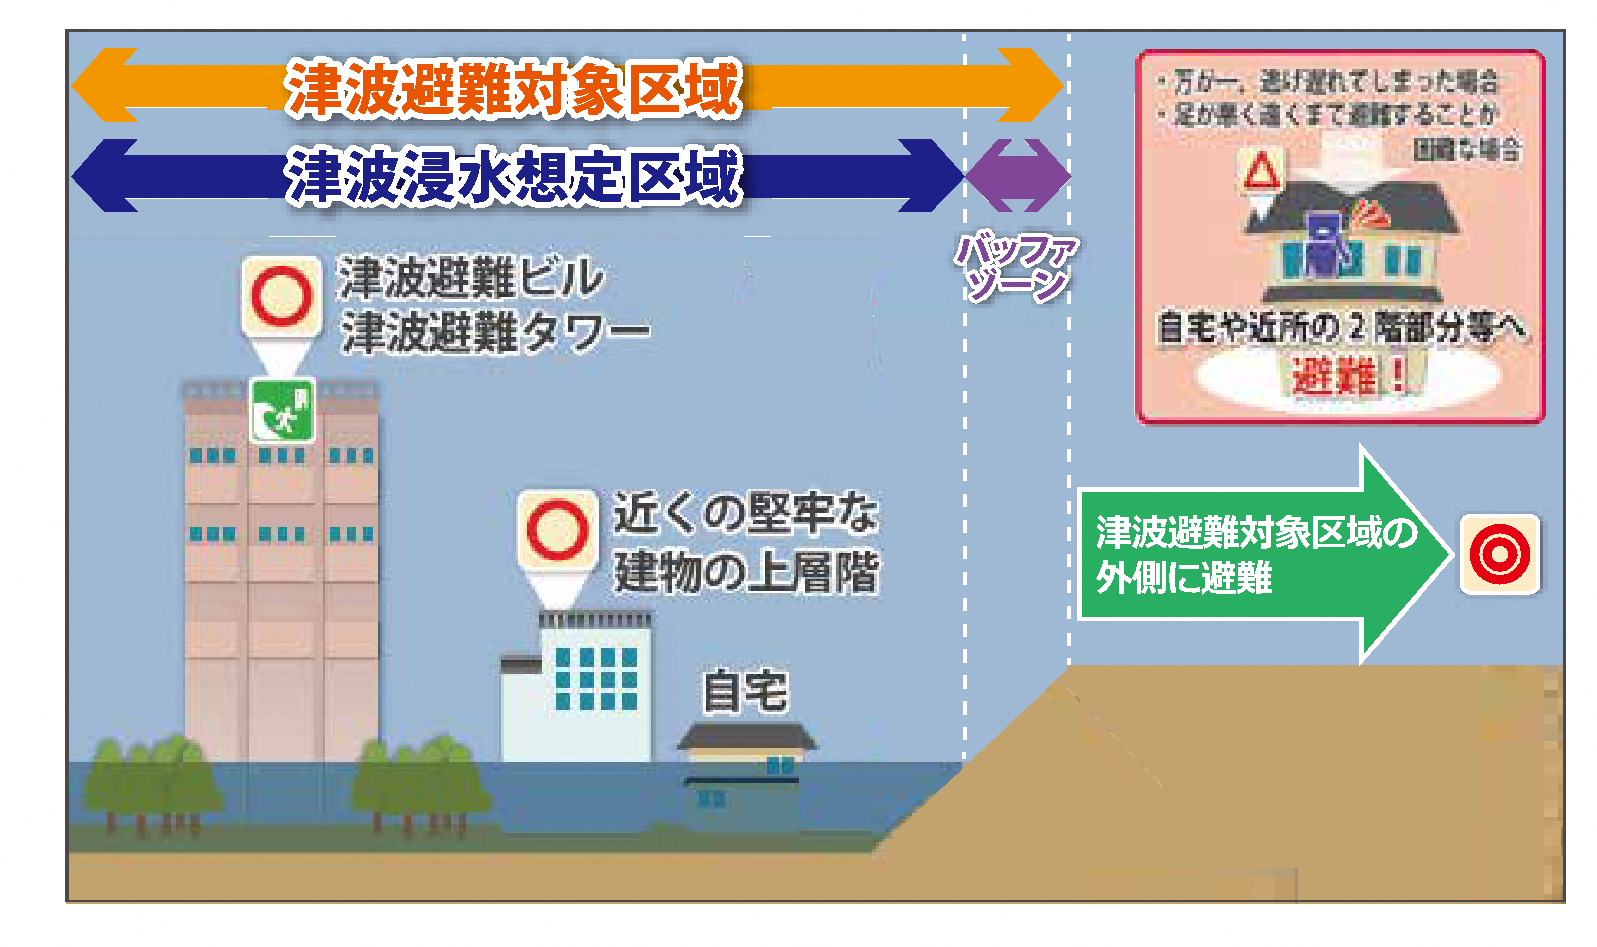 津波避難対象区域
津波浸水想定区域
バッファ
ゾーン
・万が一、逃げ遅れてしまった場合
・足が悪く遠くまで避難することが
困難な場合
自宅や近所の2階部分等へ
避難！
津波避難ビル
津波避難タワー
近くの堅牢な
建物の上層階
自宅
津波避難対象区域の
外側に避難